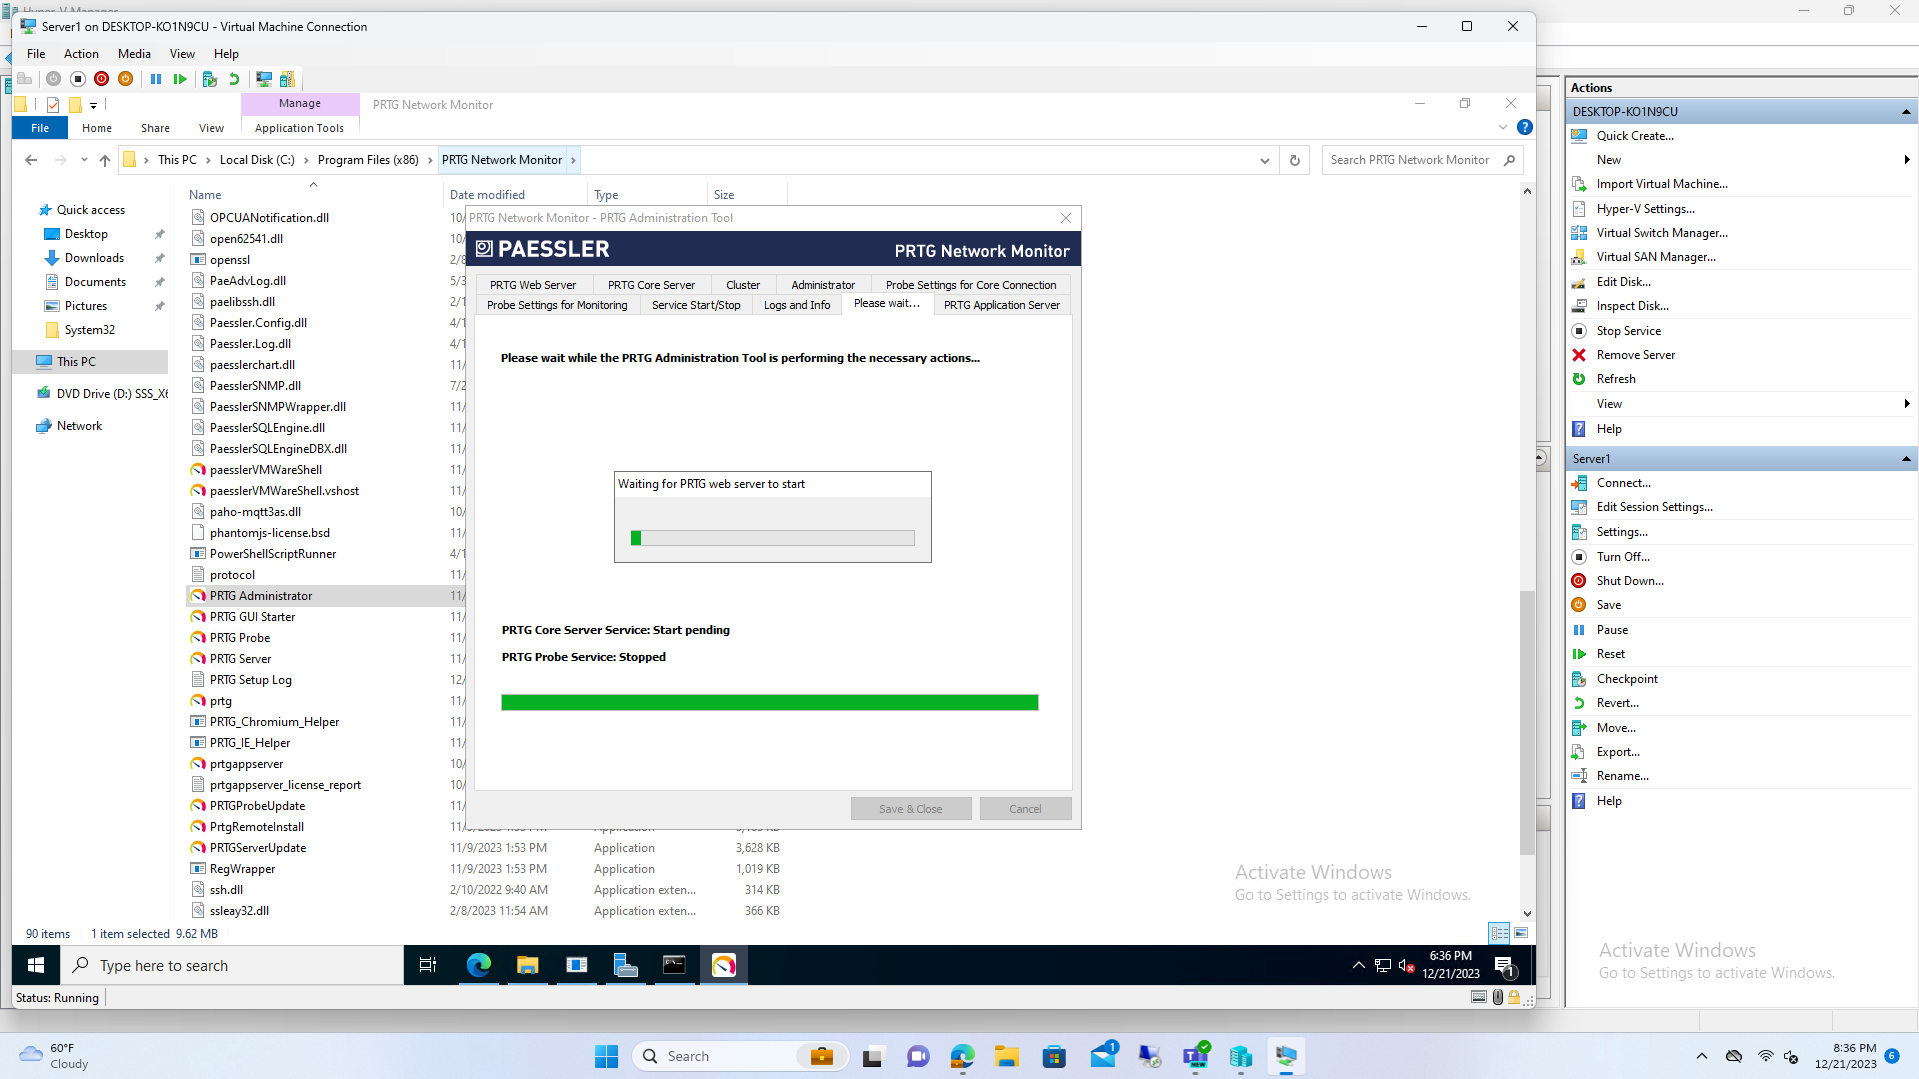 Hyper-V Manager
Server1 on DESKTOP-KO1N9CU - Virtual Machine Connection
File Action Media View Help
Manage
PRTG Network Monitor
File Home Share View Application Tools
This PC Local Disk (C:) Program Files (x86) PRTG Network Monitor
Search PRTG Network Monitor
Quick access
Desktop
Downloads
Documents
Pictures
System32
This PC
DVD Drive (D:) SSS_X6
Network
Name Date modified Type Size
OPCUANotification.dll 10/
open62541.dll 10/
openssl 2/8
PaeAdvLog.dll 5/3
paelibssh.dll 2/1
Paessler.Config.dll 4/1
Paessler.Log.dll 4/1
paesslerchart.dll 11/
PaesslerSNMP.dll 7/2
PaesslerSNMPWrapper.dll 11/
PaesslerSQLEngine.dll 11/
PaesslerSQLEngineDBX.dll 11/
paesslerVMWareShell 11/
paesslerVMWareShell.vshost 11/
paho-mqtt3as.dll 10/
phantomjs-license.bsd 11/
PowerShellScriptRunner 4/1
protocol 11/
PRTG Administrator 11/
PRTG GUI Starter 11/
PRTG Probe 11/
PRTG Server 11/
PRTG Setup Log 12/
prtg 11/
PRTG_Chromium_Helper 11/
PRTG_IE_Helper 11/
prtgappserver 10/
prtgappserver_license_report 10/
PRTGProbeUpdate 11/
PrtgRemoteInstall
PRTGServerUpdate 11/9/2023 1:53 PM Application 3,628 KB
RegWrapper 11/9/2023 1:53 PM Application 1,019 KB
ssh.dll 2/10/2022 9:40 AM Application exten... 314 KB
ssleay32.dll 2/8/2023 11:54 AM Application exten... 366 KB
90 items 1 item selected 9.62 MB
PRTG Network Monitor - PRTG Administration Tool
PAESSLER
PRTG Network Monitor
PRTG Web Server PRTG Core Server Cluster Administrator Probe Settings for Core Connection
Probe Settings for Monitoring Service Start/Stop Logs and Info Please wait... PRTG Application Server
Please wait while the PRTG Administration Tool is performing the necessary actions...
Waiting for PRTG web server to start
PRTG Core Server Service: Start pending
PRTG Probe Service: Stopped
Save & Close Cancel
Activate Windows
Go to Settings to activate Windows.
Type here to search
6:36 PM
12/21/2023
1
Status: Running
Actions
DESKTOP-KO1N9CU
Quick Create...
New
Import Virtual Machine...
Hyper-V Settings...
Virtual Switch Manager...
Virtual SAN Manager...
Edit Disk...
Inspect Disk...
Stop Service
Remove Server
Refresh
View
Help
Server1
Connect...
Edit Session Settings...
Settings...
Turn Off...
Shut Down...
Save
Pause
Reset
Checkpoint
Revert...
Move...
Export...
Rename...
Help
Activate Windows
Go to Settings to activate Windows.
60°F
Cloudy
Search
1
NEW
8:36 PM
12/21/2023
6